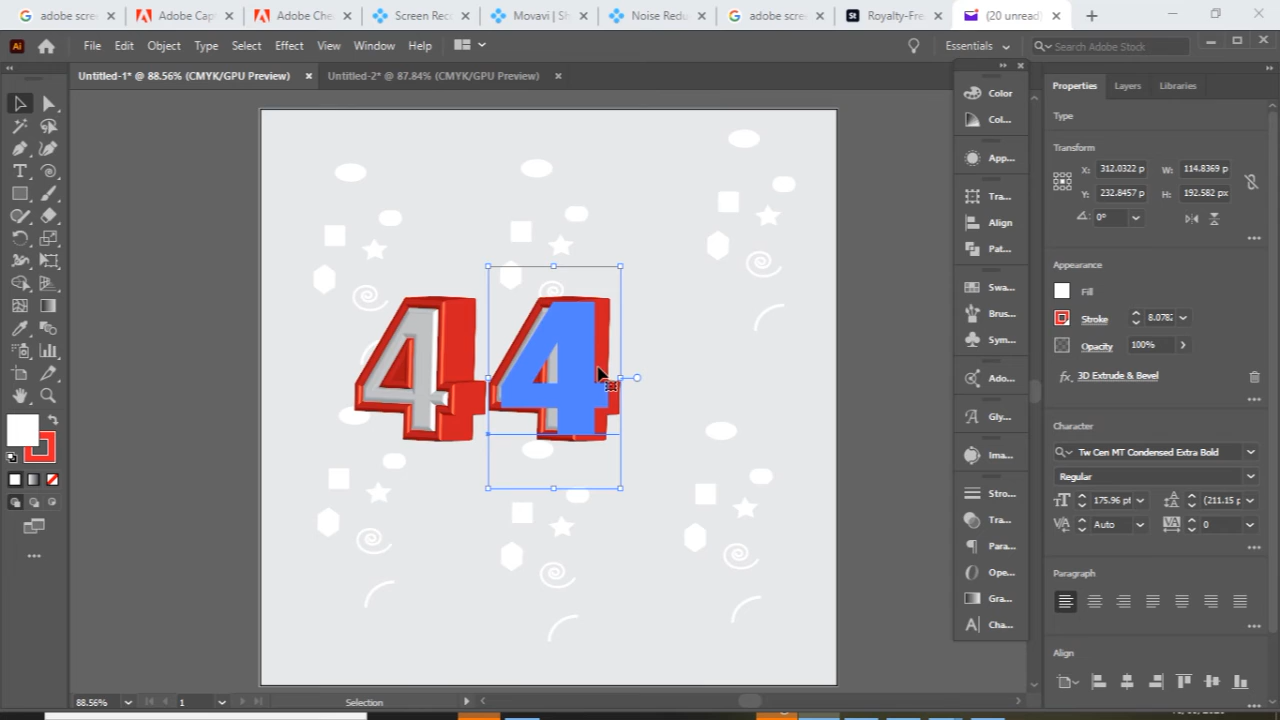 adobe scree
Adobe Cap
Adobe Che
Screen Rec
Movavi | Sh
Noise Redu
adobe scre
St Royalty-Fre
(20 unread)
Ai File Edit Object Type Select Effect View Window Help Essentials Search Adobe Stock
Untitled-1* @ 88.56% (CMYK/GPU Preview) Untitled-2* @ 87.84% (CMYK/GPU Preview)
Color
Col...
App...
Tra...
Align
Pat...
Swa...
Brus...
Sym...
Ado...
Gly...
Ima...
Stro...
Tra...
Para...
Ope...
Gra...
Cha...
Properties Layers Libraries
Type
Transform
X: 312.0322 p W: 114.8369 p
Y: 232.8457 p H: 192.582 px
0°
Appearance
Fill
Stroke 8.0782
Opacity 100%
fx 3D Extrude & Bevel
Character
Tw Cen MT Condensed Extra Bold
Regular
175.96 pt (211.15 p
Auto 0
Paragraph
Align
44
88.56% 1 Selection